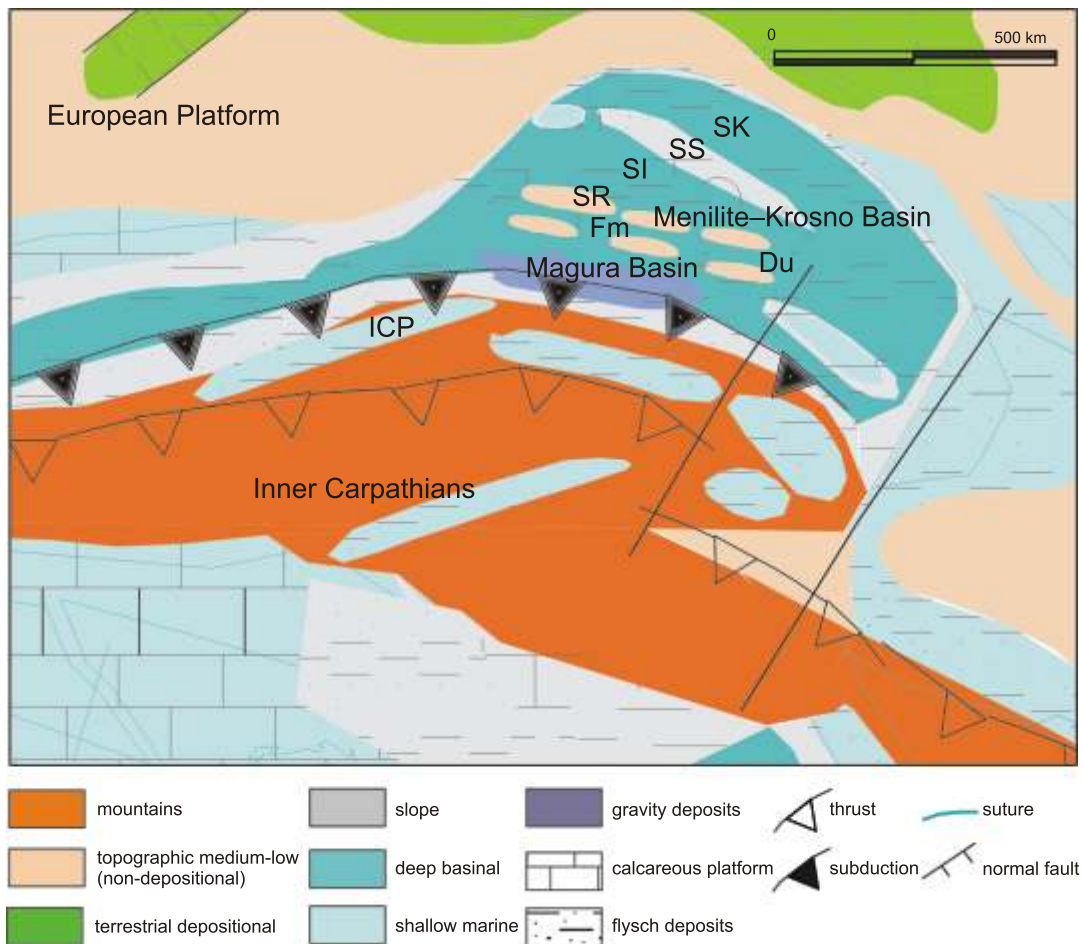 0 500 km
European Platform
SK
SS
SI
SR
Menilite–Krosno Basin
Fm
Du
Magura Basin
ICP
Inner Carpathians
mountains
slope
gravity deposits
thrust
suture
topographic medium-low
(non-depositional)
deep basinal
calcareous platform
subduction
normal fault
terrestrial depositional
shallow marine
flysch deposits